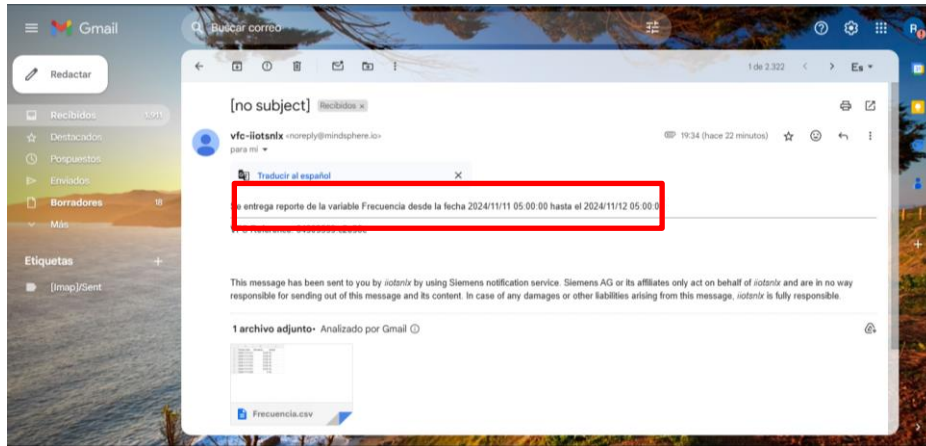 Gmail
Buscar correo
Redactar
1 de 2.322
Es
[no subject] Recibidos x
Recibidos
vfc-iiotsnlx <noreply@mindsphere.io>
19:34 (hace 22 minutos)
para mí
Destacados
Pospuestos
Traducir al español
Enviados
Borradores 18
Se entrega reporte de la variable Frecuencia desde la fecha 2024/11/11 05:00:00 hasta el 2024/11/12 05:00:0
Más
Etiquetas
[Imap]/Sent
This message has been sent to you by iiotsnlx by using Siemens notification service. Siemens AG or its affiliates only act on behalf of iiotsnlx and are in no way
responsible for sending out of this message and its content. In case of any damages or other liabilities arising from this message, iiotsnlx is fully responsible.
1 archivo adjunto • Analizado por Gmail
Frecuencia.csv